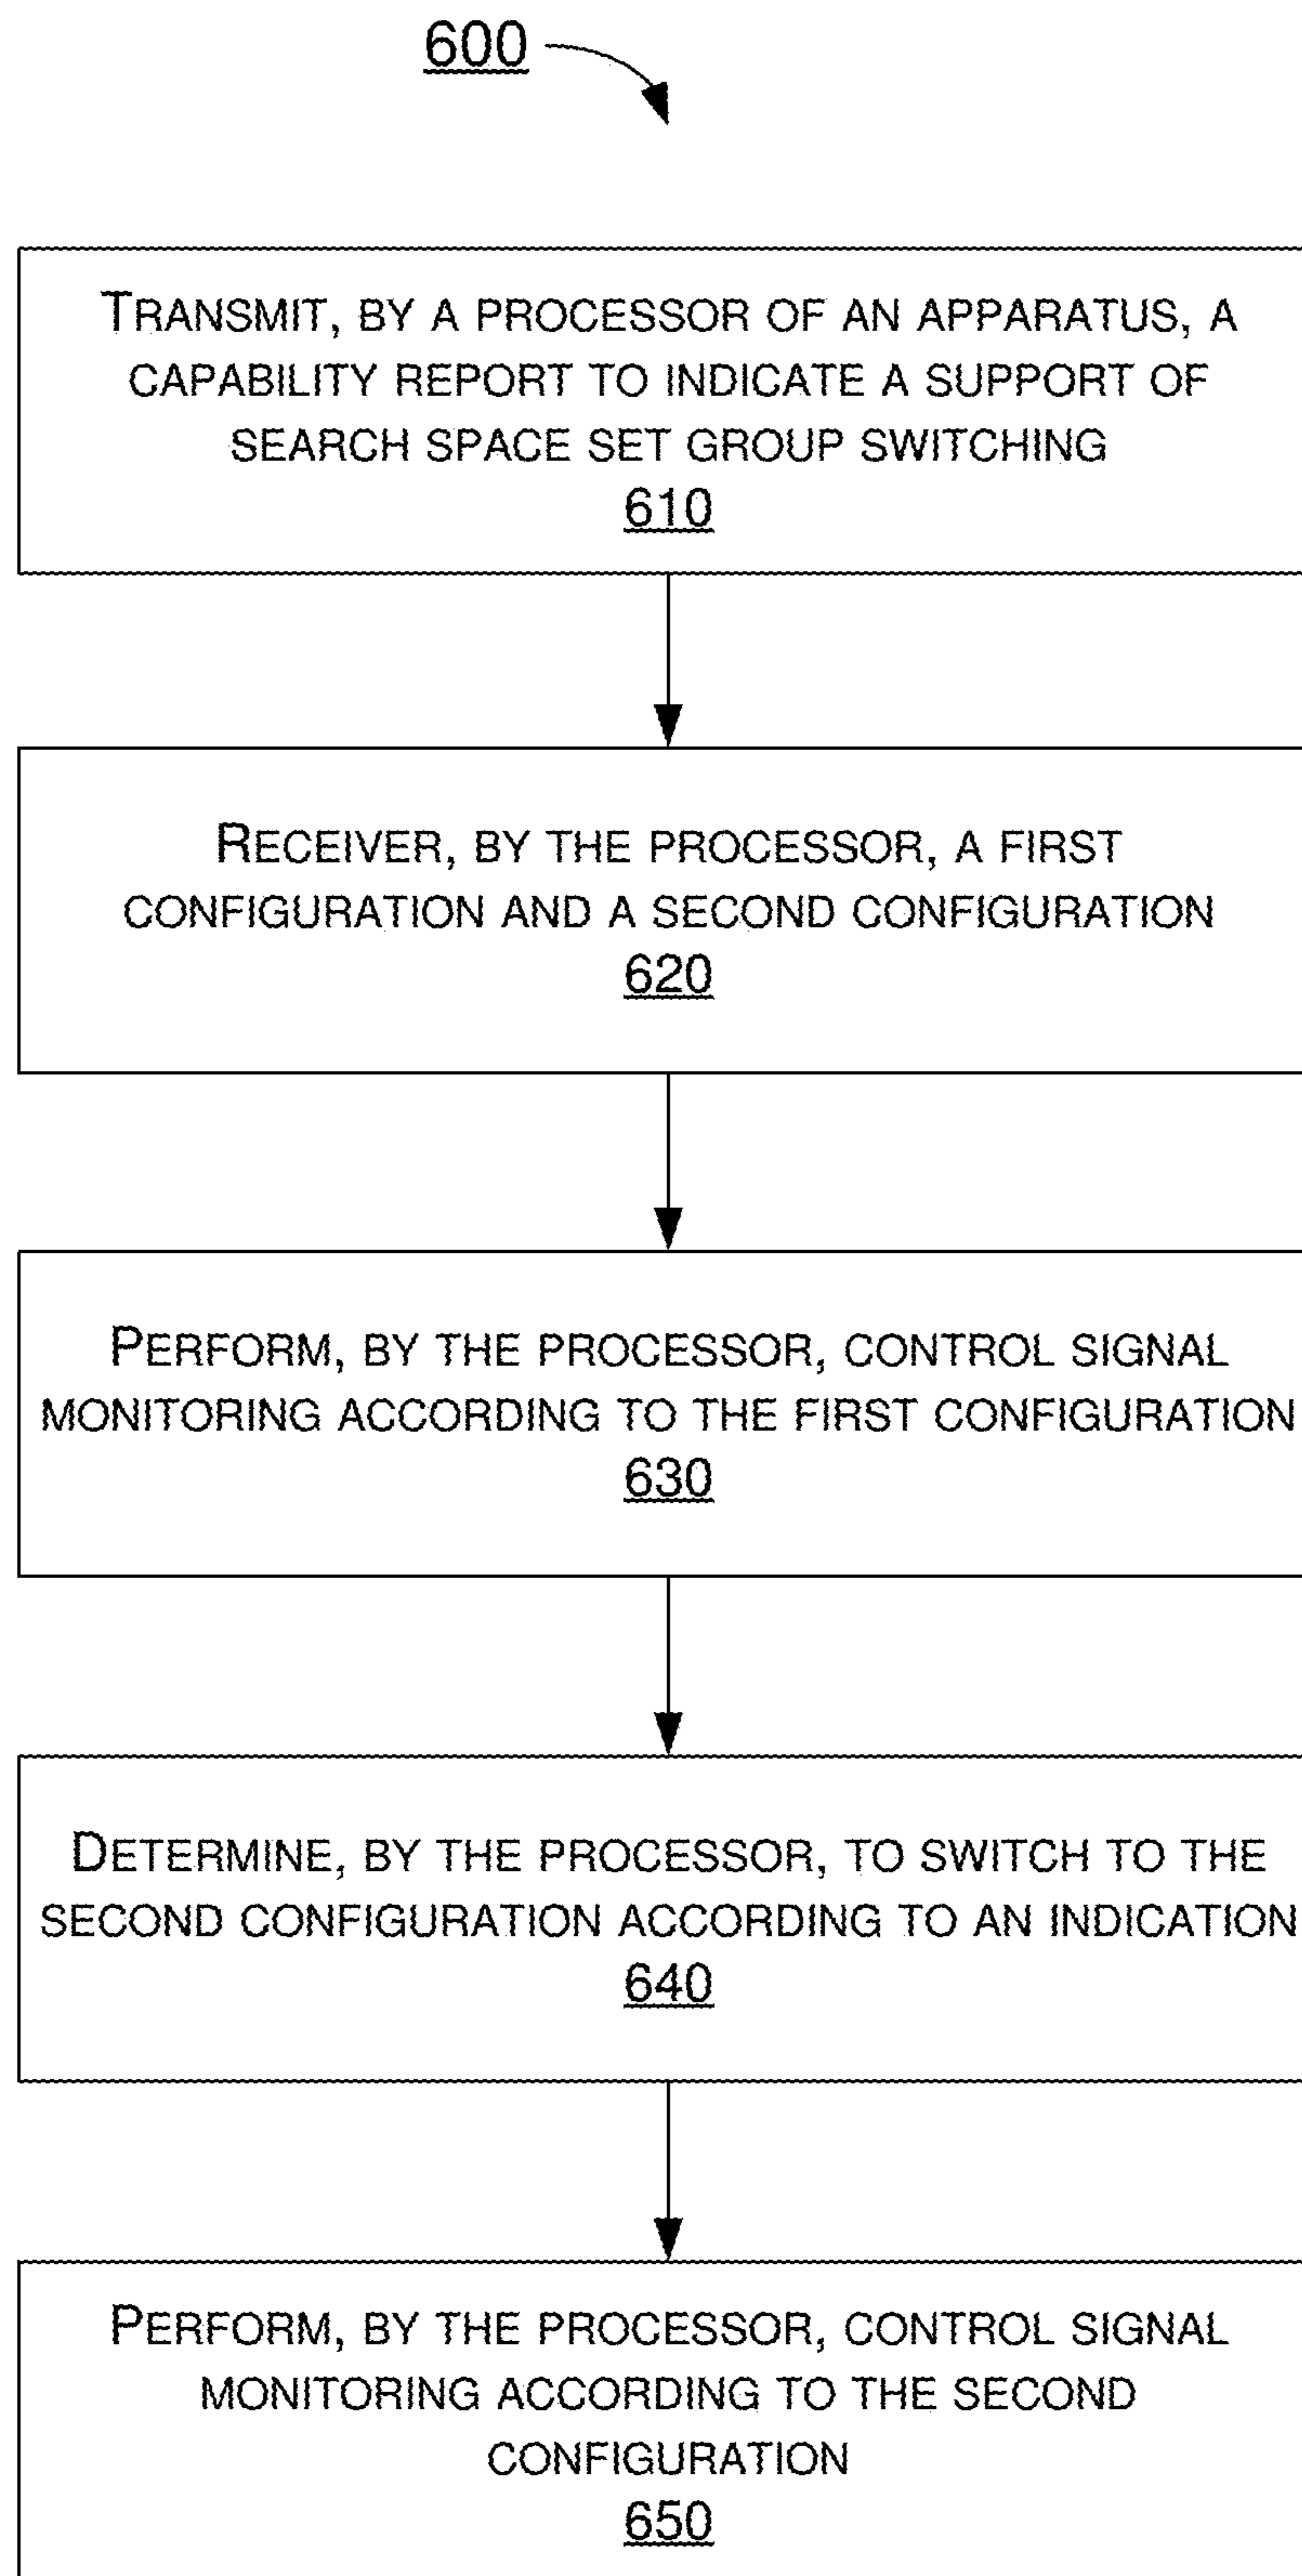 600
TRANSMIT, BY A PROCESSOR OF AN APPARATUS, A
CAPABILITY REPORT TO INDICATE A SUPPORT OF
SEARCH SPACE SET GROUP SWITCHING
610
RECEIVER, BY THE PROCESSOR, A FIRST
CONFIGURATION AND A SECOND CONFIGURATION
620
PERFORM, BY THE PROCESSOR, CONTROL SIGNAL
MONITORING ACCORDING TO THE FIRST CONFIGURATION
630
DETERMINE, BY THE PROCESSOR, TO SWITCH TO THE
SECOND CONFIGURATION ACCORDING TO AN INDICATION
640
PERFORM, BY THE PROCESSOR, CONTROL SIGNAL
MONITORING ACCORDING TO THE SECOND
CONFIGURATION
650